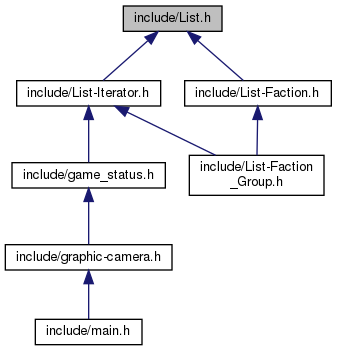 include/List.h
include/List-Iterator.h
include/List-Faction.h
include/game_status.h
include/List-Faction
_Group.h
include/graphic-camera.h
include/main.h